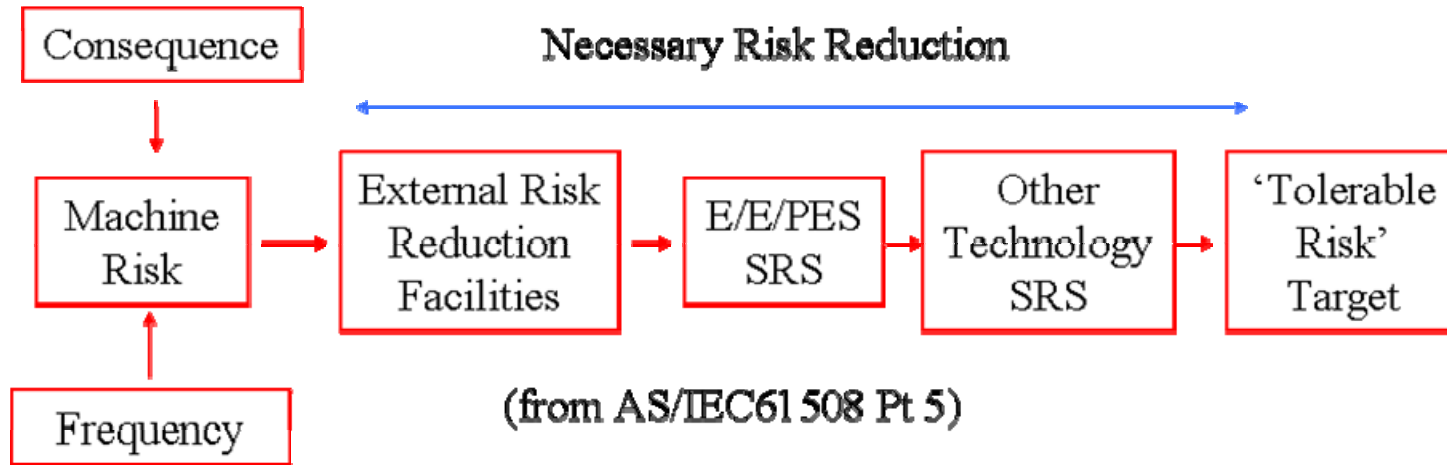 Consequence
Necessary Risk Reduction
Machine
Risk
External Risk
Reduction
Facilities
E/E/PES
SRS
Other
Technology
SRS
‘Tolerable
Risk’
Target
Frequency
(from AS/IEC61508 Pt 5)